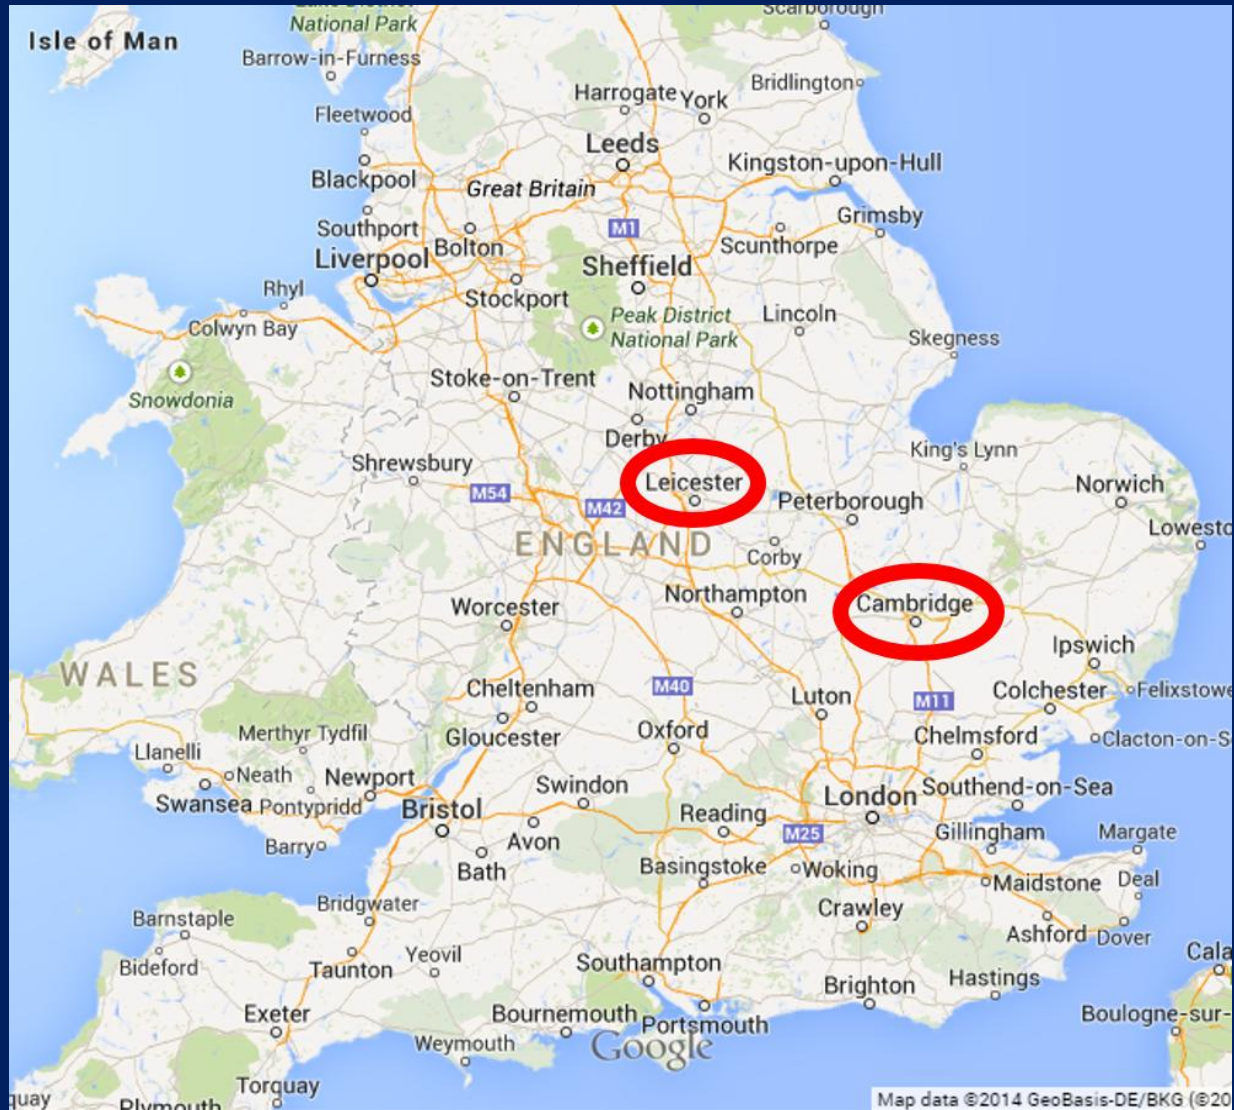 Scarborough
Lake District
National Park
Isle of Man
Barrow-in-Furness
Bridlington
Harrogate
York
Fleetwood
Leeds
Kingston-upon-Hull
Blackpool
Great Britain
Southport
M1
Grimsby
Scunthorpe
Bolton
Liverpool
Sheffield
Rhyl
Stockport
Peak District
National Park
Lincoln
Colwyn Bay
Skegness
Stoke-on-Trent
Nottingham
Snowdonia
Derby
King's Lynn
Shrewsbury
Leicester
Norwich
M54
M42
Peterborough
Lowesto
ENGLAND
Corby
Northampton
Cambridge
Worcester
Ipswich
WALES
Cheltenham
M40
Luton
M11
Colchester
Felixstowe
Merthyr Tydfil
Gloucester
Oxford
Chelmsford
Clacton-on-S
Llanelli
Neath
Newport
Swindon
Southend-on-Sea
Swansea
Pontypridd
Bristol
London
Reading
M25
Gillingham
Margate
Barry
Avon
Bath
Basingstoke
Woking
Maidstone
Deal
Bridgwater
Crawley
Barnstaple
Ashford
Dover
Yeovil
Cala
Bideford
Taunton
Southampton
Brighton
Hastings
Exeter
Bournemouth
Portsmouth
Boulogne-sur-
Weymouth
Google
Torquay
quay
Plymouth
Map data ©2014 GeoBasis-DE/BKG (©20